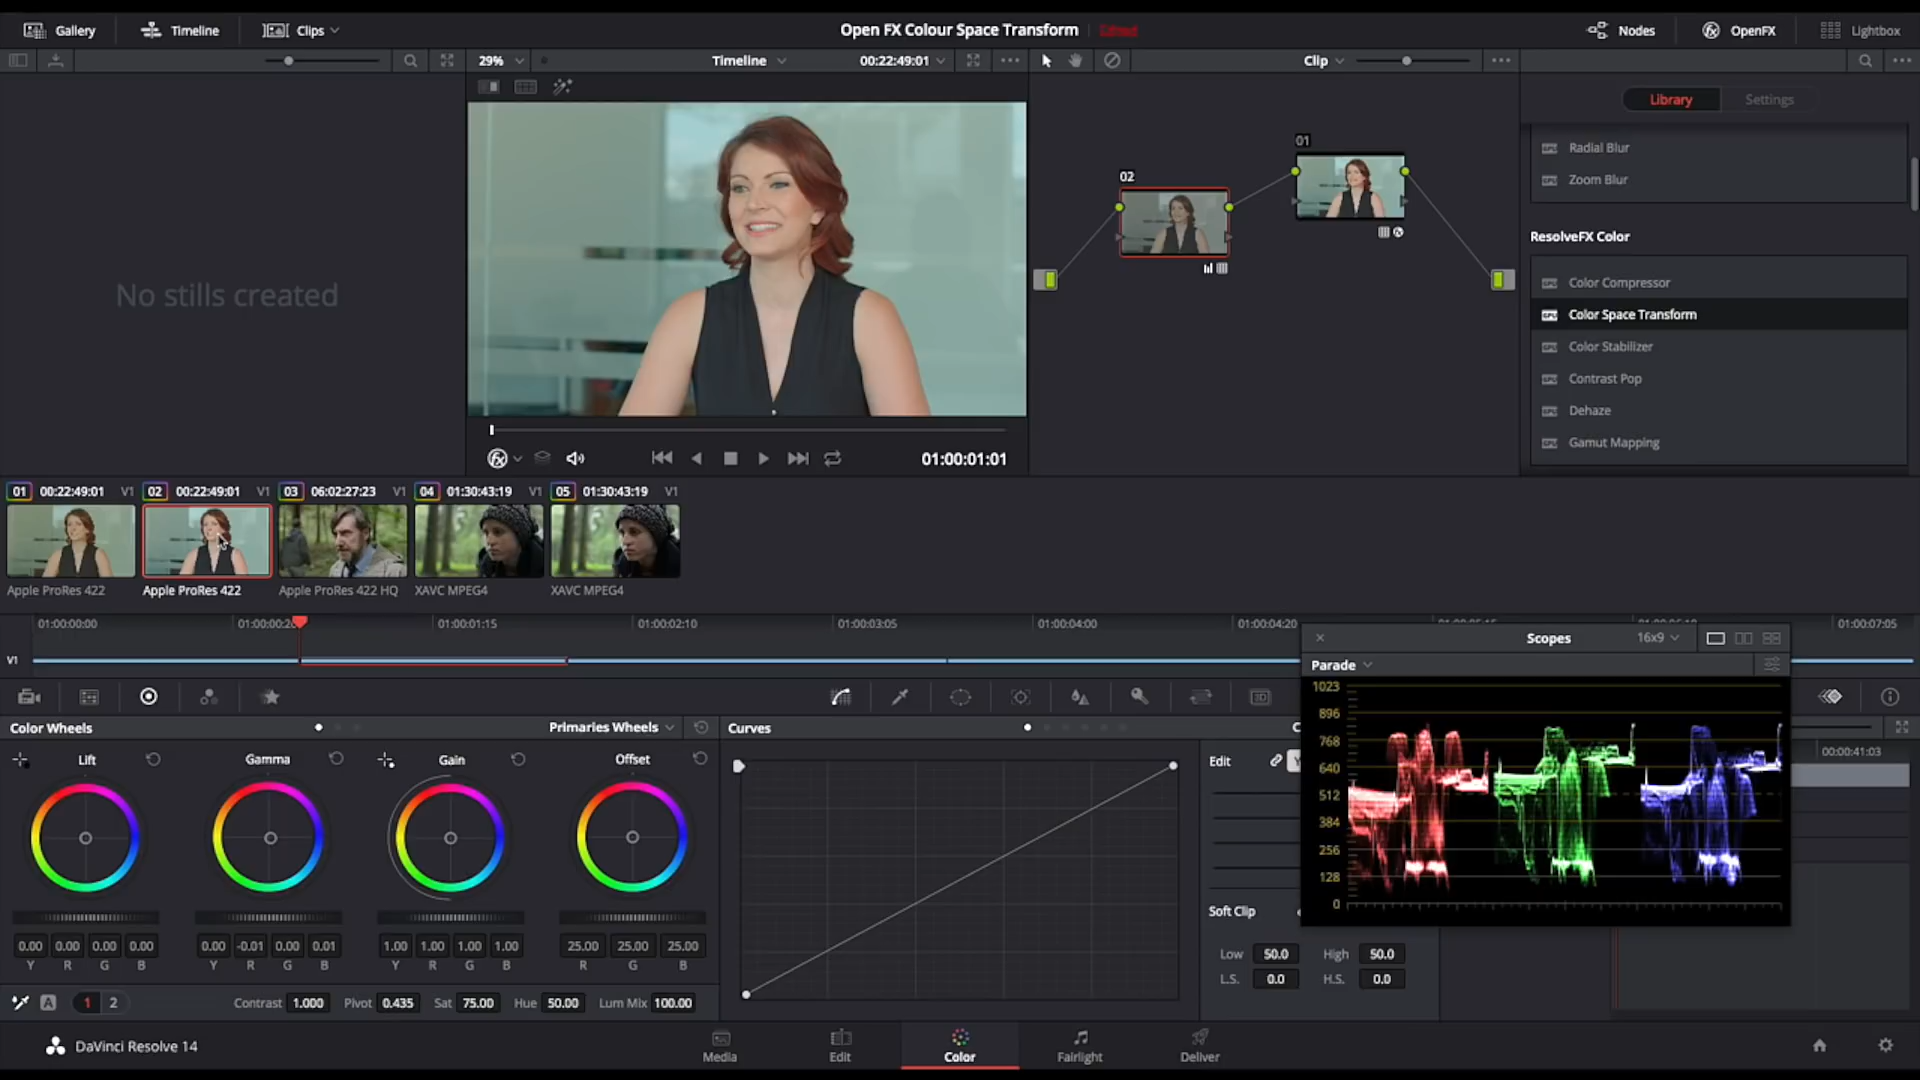 Gallery Timeline Clips Open FX Colour Space Transform Edited Nodes OpenFX Lightbox
29% Timeline 00:22:49:01 Clip
Library Settings
Radial Blur
Zoom Blur
ResolveFX Color
Color Compressor
Color Space Transform
Color Stabilizer
Contrast Pop
Dehaze
Gamut Mapping
01
02
No stills created
01:00:01:01
01 00:22:49:01 V1 02 00:22:49:01 V1 03 06:02:27:23 V1 04 01:30:43:19 V1 05 01:30:43:19 V1
Apple ProRes 422 Apple ProRes 422 Apple ProRes 422 HQ XAVC MPEG4 XAVC MPEG4
01:00:00:00 01:00:00:20 01:00:01:15 01:00:02:10 01:00:03:05 01:00:04:00 01:00:04:20 01:00:07:05
V1
Scopes 16x9
Parade
1023
896
768
640
512
384
256
128
0
Color Wheels Primaries Wheels Curves
00:00:41:03
Lift Gamma Gain Offset Edit Y
0.00 0.00 0.00 0.00 0.00 -0.01 0.00 0.01 1.00 1.00 1.00 1.00 25.00 25.00 25.00
Y R G B Y R G B Y R G B R G B
Soft Clip
Low 50.0 High 50.0
L.S. 0.0 H.S. 0.0
A 1 2 Contrast 1.000 Pivot 0.435 Sat 75.00 Hue 50.00 Lum Mix 100.00
DaVinci Resolve 14 Media Edit Color Fairlight Deliver